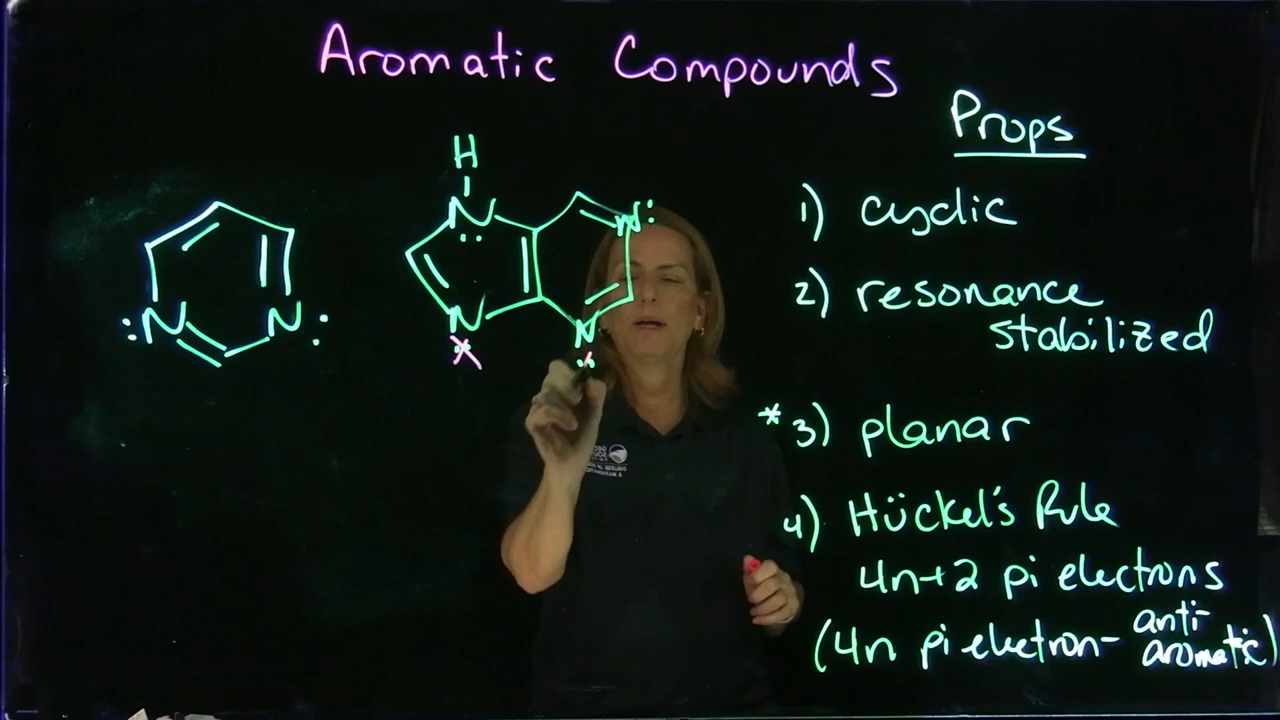 Aromatic Compounds
Props
1) cyclic
2) resonance
stabilized
*3) planar
4) Hückel's Rule
4n+2 pi electrons
(4n pi electron- anti-
aromatic)
H
N
N
N:
N
:N
N: